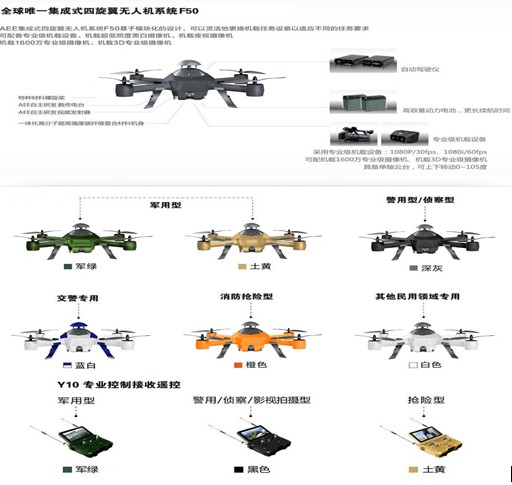 全球唯一集成式四旋翼无人机系统F50
AEE集成式四旋翼无人机系统F50基于模块化的设计，可以灵活地更换机载任务设备以适应不同的任务要求
可配备专业级机载设备、机载超低照度黑白摄像机、机载夜视摄像机
机载1600万专业级摄像机、机载3D专业级摄像机
自动驾驶仪
特种材料螺旋桨
AEE自主研发 数传电台
AEE自主研发视频发射器
高容量动力电池，更长续航时间
一体化高分子超高强度碳纤维复合材料机身
专业级机载设备
采用专业级机载设备：1080P/30fps、1080i/60fps
可配机载1600万专业级摄像机、机载3D专业级摄像机
具备单轴云台，可上下转动0~105度
军用型
警用型/侦察型
军绿
土黄
深灰
交警专用
消防抢险型
其他民用领域专用
蓝白
橙色
白色
Y10 专业控制接收遥控
军用型
警用/侦察/影视拍摄型
抢险型
军绿
黑色
土黄